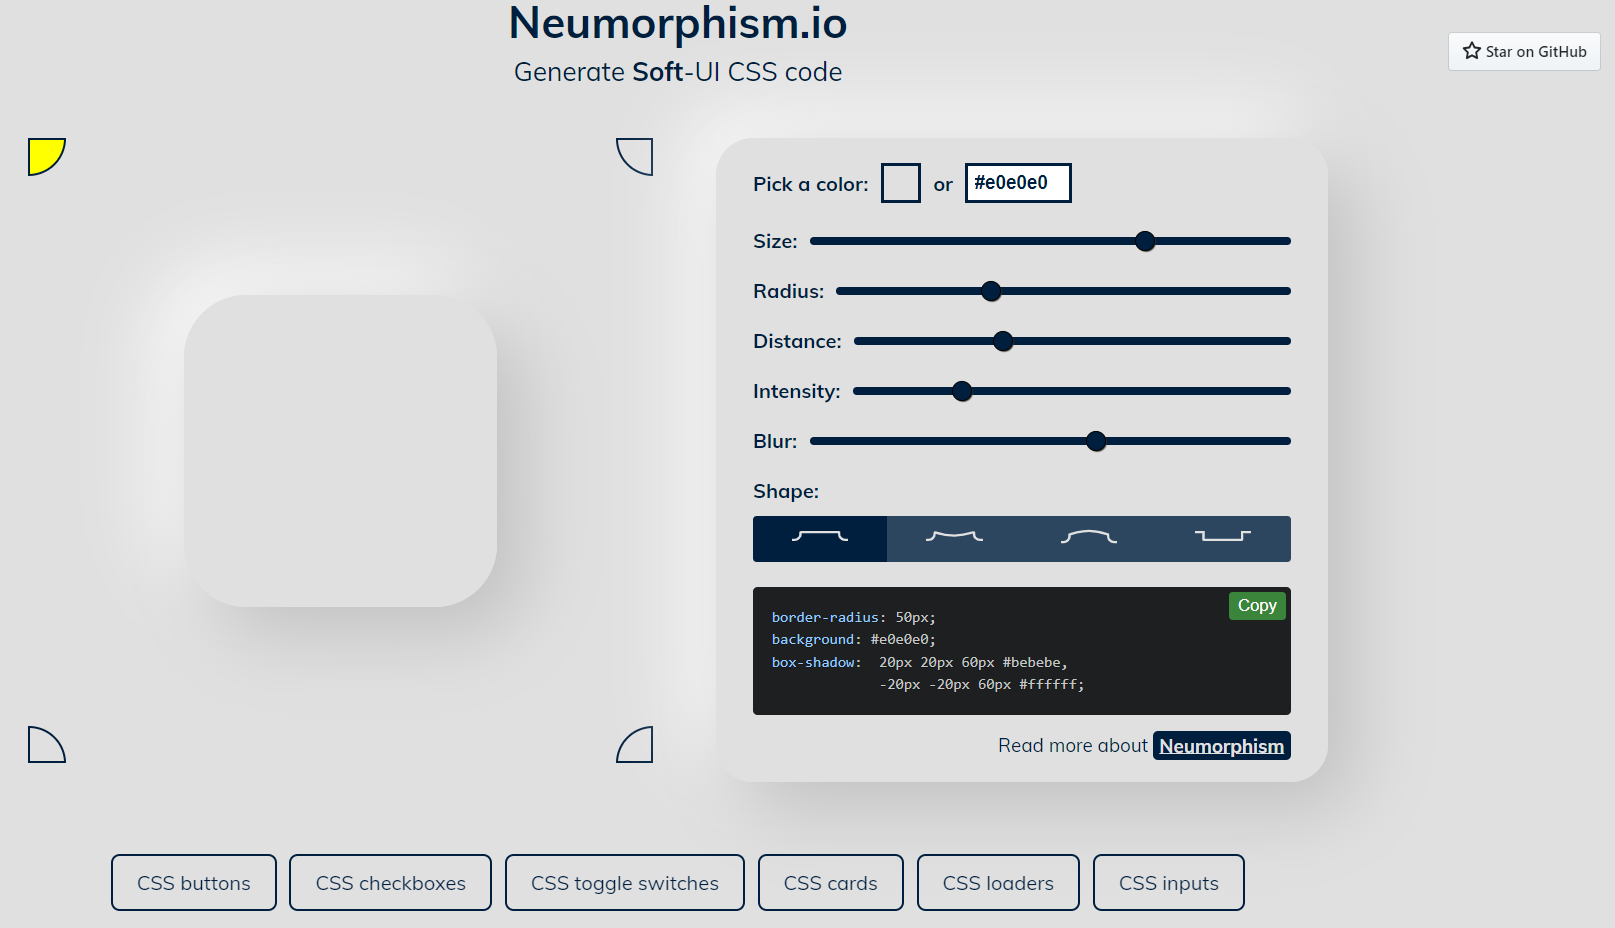 Neumorphism.io
Generate Soft-UI CSS code
Star on GitHub
Pick a color: or #e0e0e0
Size:
Radius:
Distance:
Intensity:
Blur:
Shape:
Copy
border-radius: 50px;
background: #e0e0e0;
box-shadow:  20px 20px 60px #bebebe,
             -20px -20px 60px #ffffff;
Read more about Neumorphism
CSS buttons CSS checkboxes CSS toggle switches CSS cards CSS loaders CSS inputs